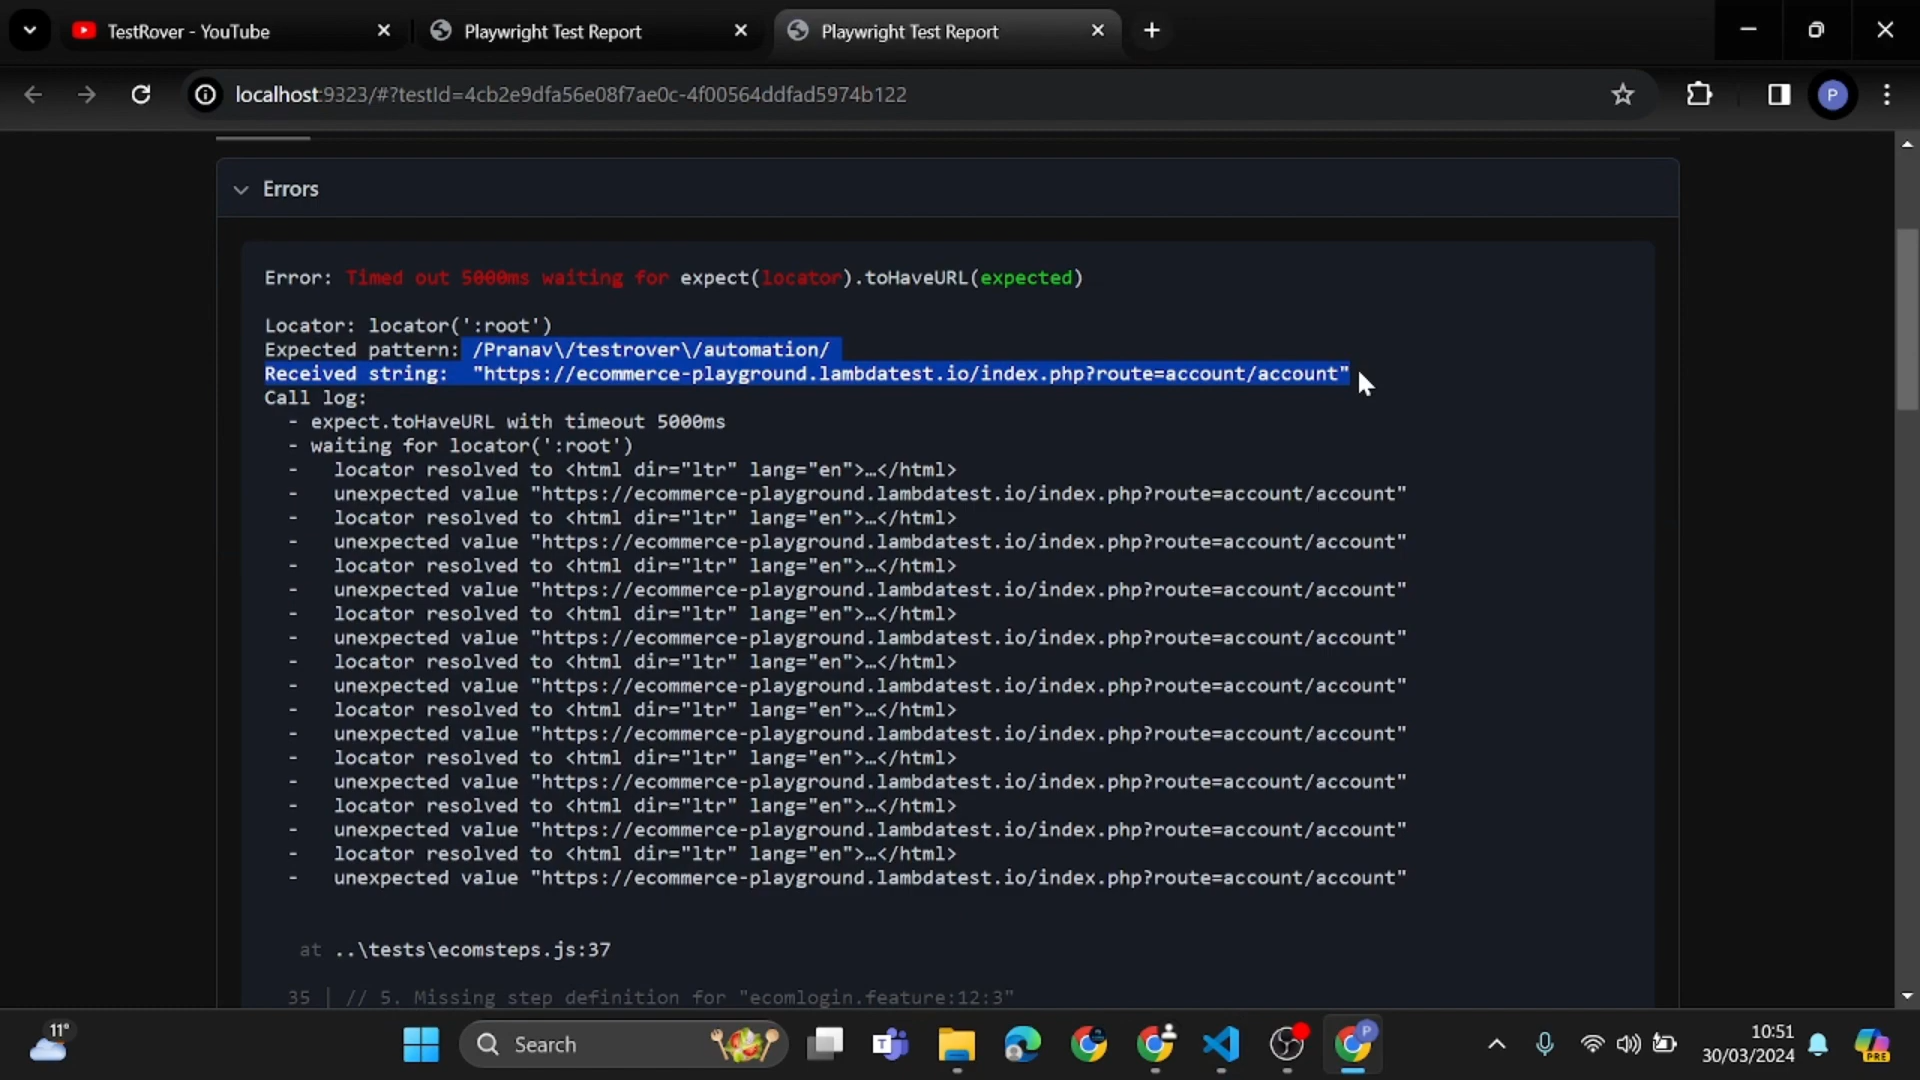 TestRover - YouTube
Playwright Test Report
Playwright Test Report
localhost:9323/#?testId=4cb2e9dfa56e08f7ae0c-4f00564ddfad5974b122
P
Errors
Error: Timed out 5000ms waiting for expect(locator).toHaveURL(expected)
Locator: locator(':root')
Expected pattern: /Pranav\/testrover\/automation/
Received string:  "https://ecommerce-playground.lambdatest.io/index.php?route=account/account"
Call log:
- expect.toHaveURL with timeout 5000ms
- waiting for locator(':root')
-   locator resolved to <html dir="ltr" lang="en">…</html>
-   unexpected value "https://ecommerce-playground.lambdatest.io/index.php?route=account/account"
-   locator resolved to <html dir="ltr" lang="en">…</html>
-   unexpected value "https://ecommerce-playground.lambdatest.io/index.php?route=account/account"
-   locator resolved to <html dir="ltr" lang="en">…</html>
-   unexpected value "https://ecommerce-playground.lambdatest.io/index.php?route=account/account"
-   locator resolved to <html dir="ltr" lang="en">…</html>
-   unexpected value "https://ecommerce-playground.lambdatest.io/index.php?route=account/account"
-   locator resolved to <html dir="ltr" lang="en">…</html>
-   unexpected value "https://ecommerce-playground.lambdatest.io/index.php?route=account/account"
-   locator resolved to <html dir="ltr" lang="en">…</html>
-   unexpected value "https://ecommerce-playground.lambdatest.io/index.php?route=account/account"
-   locator resolved to <html dir="ltr" lang="en">…</html>
-   unexpected value "https://ecommerce-playground.lambdatest.io/index.php?route=account/account"
-   locator resolved to <html dir="ltr" lang="en">…</html>
-   unexpected value "https://ecommerce-playground.lambdatest.io/index.php?route=account/account"
-   locator resolved to <html dir="ltr" lang="en">…</html>
-   unexpected value "https://ecommerce-playground.lambdatest.io/index.php?route=account/account"
at ..\tests\ecomsteps.js:37
35 | // 5. Missing step definition for "ecomlogin.feature:12:3"
11°
Search
T
P
10:51
30/03/2024
PRE